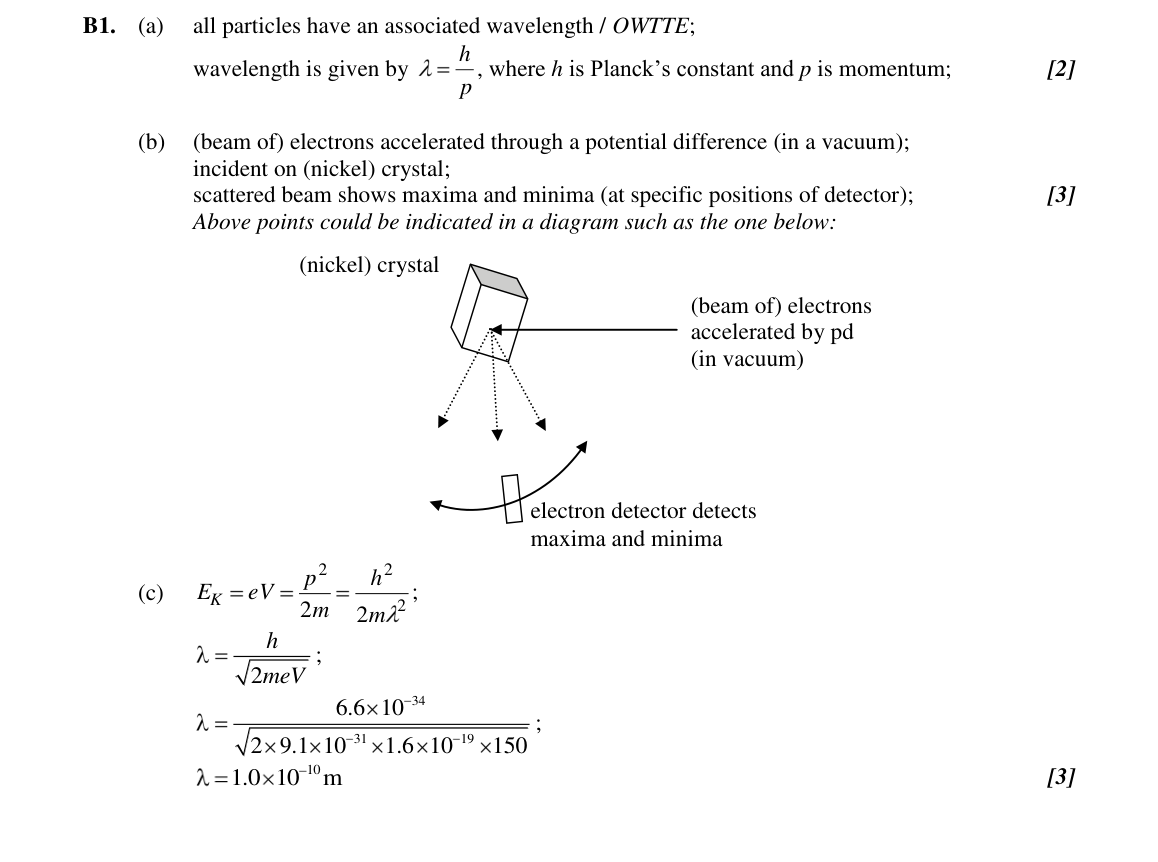 B1. (a) all particles have an associated wavelength / OWTTE;
wavelength is given by λ = h/p, where h is Planck's constant and p is momentum; [2]
(b) (beam of) electrons accelerated through a potential difference (in a vacuum);
incident on (nickel) crystal;
scattered beam shows maxima and minima (at specific positions of detector); [3]
Above points could be indicated in a diagram such as the one below:
(nickel) crystal
(beam of) electrons
accelerated by pd
(in vacuum)
electron detector detects
maxima and minima
(c) E_K = eV = p²/2m = h²/2mλ²;
λ = h/√(2meV);
λ = 6.6×10⁻³⁴/√(2×9.1×10⁻³¹×1.6×10⁻¹⁹×150);
λ = 1.0×10⁻¹⁰ m [3]